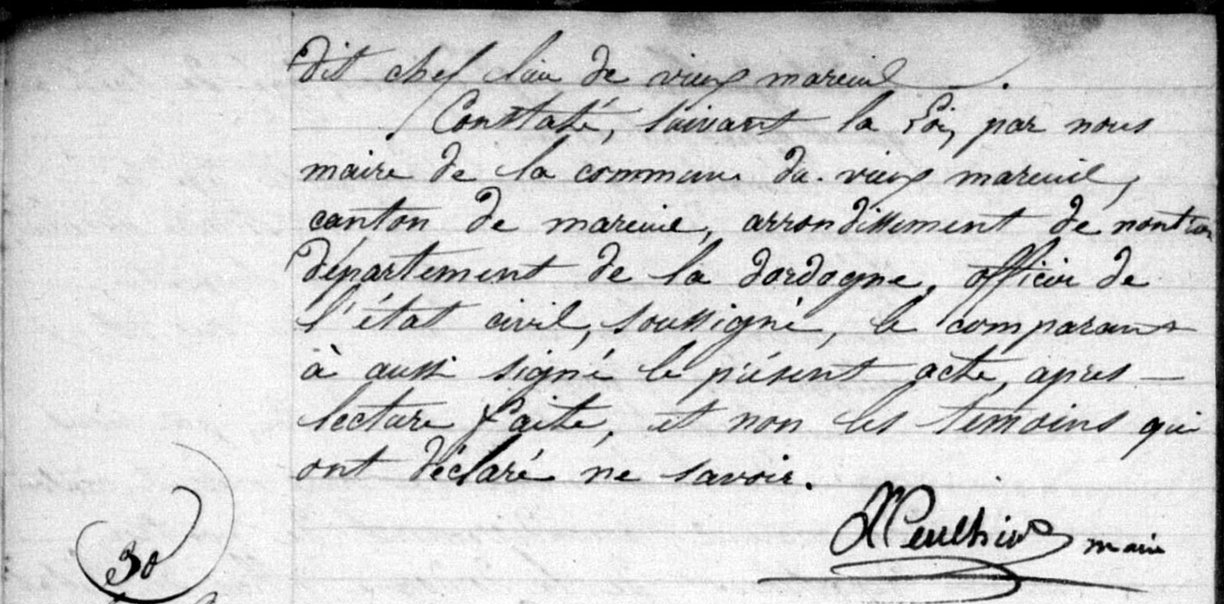 dit chef lieu de vieux mareuil.
Constaté, suivant la Loi, par nous
maire de la commune du vieux mareuil,
canton de mareuil, arrondissement de nontron
département de la dordogne, officier de
l'état civil, soussigné, le comparant
à aussi signé le présent acte, apres —
lecture faite, et non les temoins qui
ont déclaré ne savoir.
maire
30